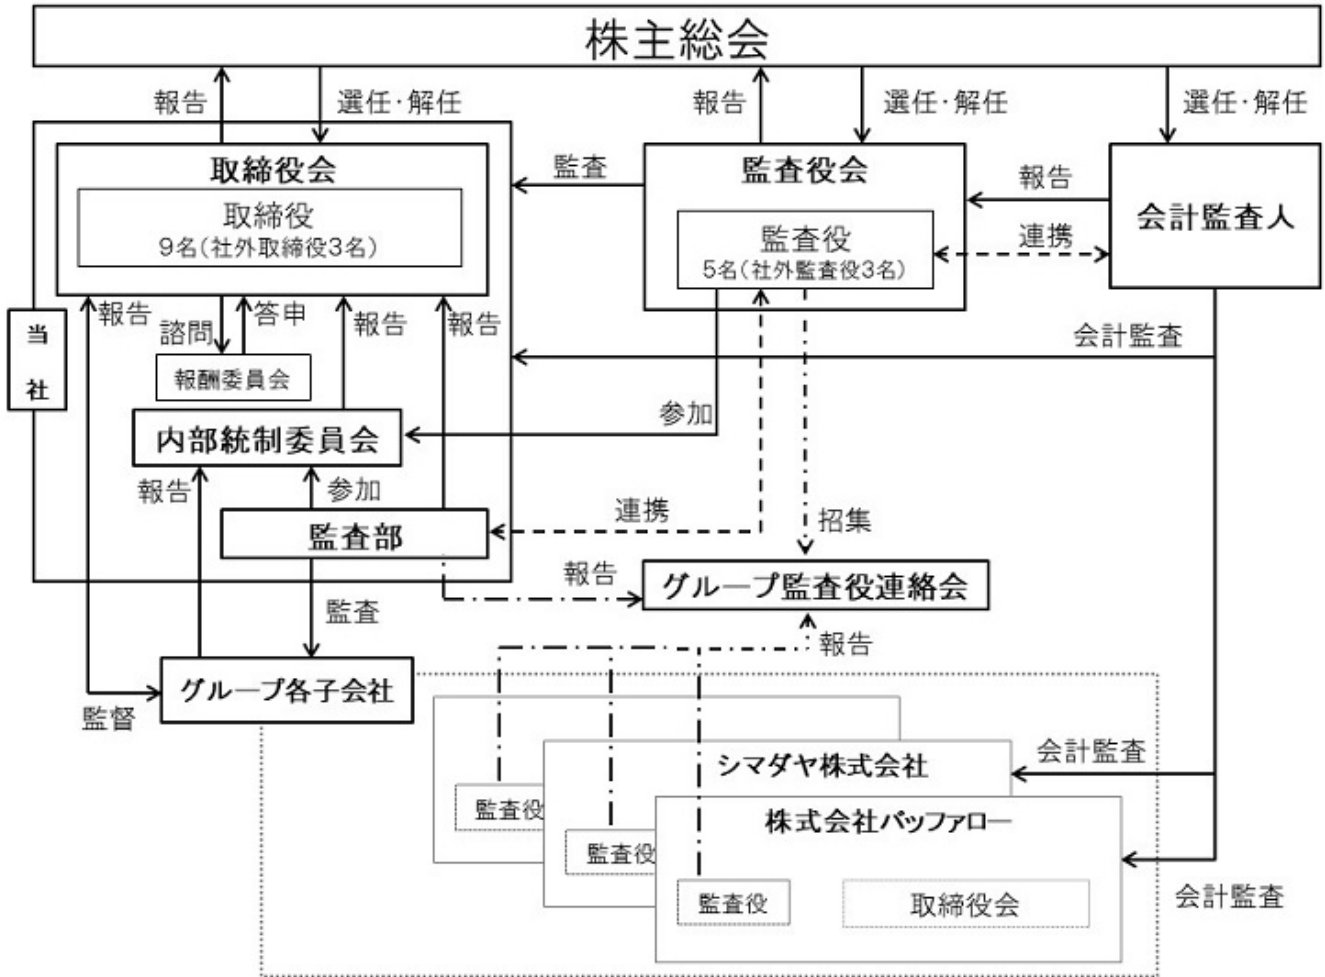 株主総会
報告
選任・解任
報告
選任・解任
選任・解任
取締役会
取締役
9名(社外取締役3名)
監査
監査役会
監査役
5名(社外監査役3名)
報告
連携
会計監査人
当
社
報告
諮問
答申
報告
報告
会計監査
報酬委員会
参加
内部統制委員会
報告
参加
監査部
連携
招集
報告
グループ監査役連絡会
監査
報告
グループ各子会社
監督
シマダヤ株式会社
会計監査
監査役
株式会社バッファロー
監査役
監査役
取締役会
会計監査